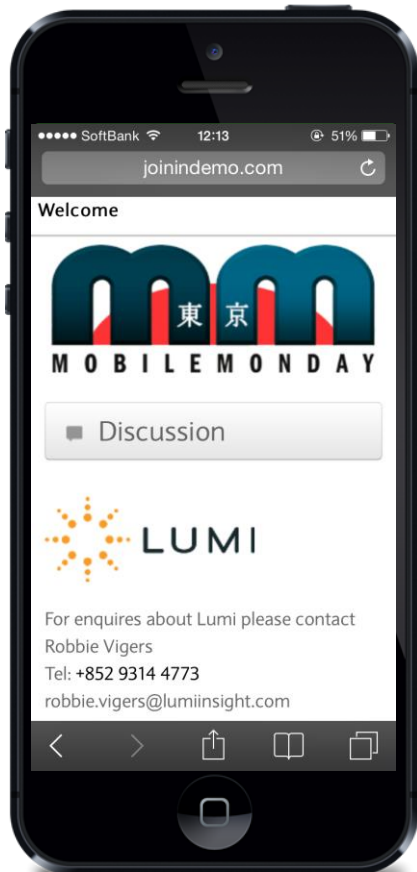 SoftBank 12:13 51%
joinindemo.com
Welcome
東京
MOBILEMONDAY
Discussion
LUMI
For enquires about Lumi please contact
Robbie Vigers
Tel: +852 9314 4773
robbie.vigers@lumiinsight.com